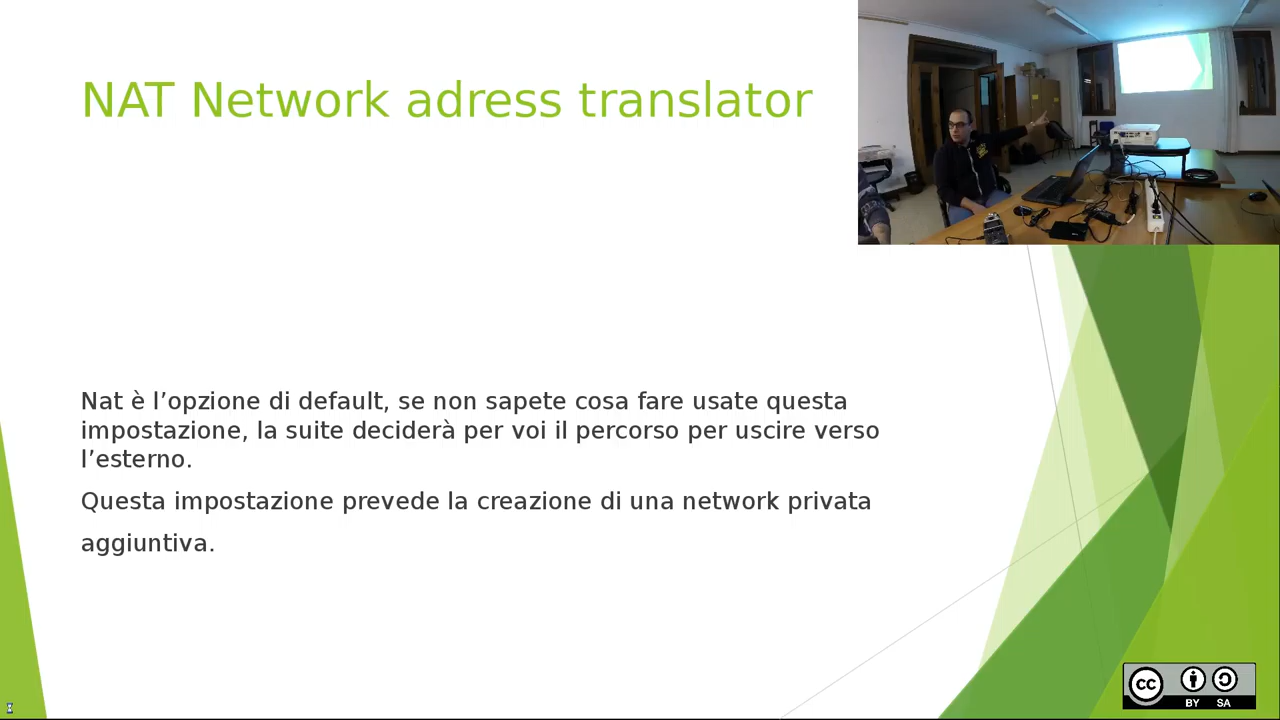 NAT Network adress translator
Nat è l’opzione di default, se non sapete cosa fare usate questa
impostazione, la suite deciderà per voi il percorso per uscire verso
l’esterno.
Questa impostazione prevede la creazione di una network privata
aggiuntiva.
cc
BY SA